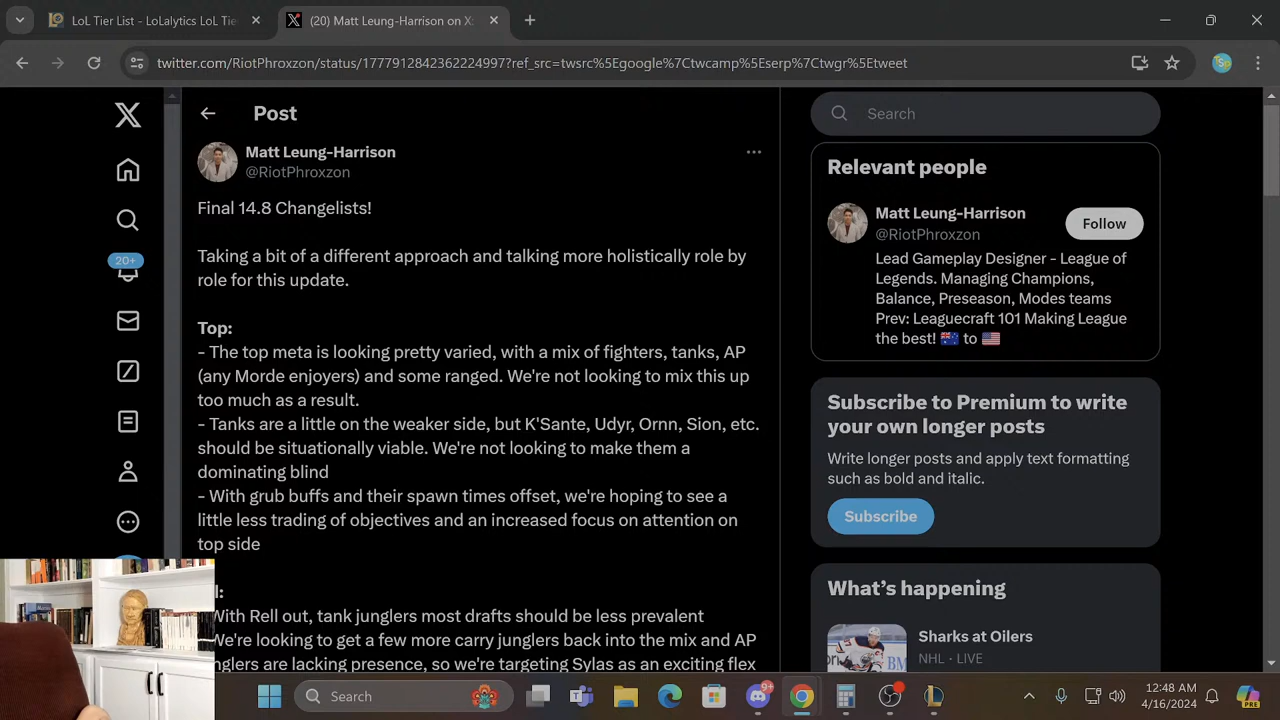 LoL Tier List - LoLalytics LoL Tie
(20) Matt Leung-Harrison on X:
twitter.com/RiotPhroxzon/status/1777912842362224997?ref_src=twsrc%5Egoogle%7Ctwcamp%5Eserp%7Ctwgr%5Etweet
Post
Search
Matt Leung-Harrison
@RiotPhroxzon
Final 14.8 Changelists!
Taking a bit of a different approach and talking more holistically role by
role for this update.
Top:
- The top meta is looking pretty varied, with a mix of fighters, tanks, AP
(any Morde enjoyers) and some ranged. We're not looking to mix this up
too much as a result.
- Tanks are a little on the weaker side, but K'Sante, Udyr, Ornn, Sion, etc.
should be situationally viable. We're not looking to make them a
dominating blind
- With grub buffs and their spawn times offset, we're hoping to see a
little less trading of objectives and an increased focus on attention on
top side
With Rell out, tank junglers most drafts should be less prevalent
We're looking to get a few more carry junglers back into the mix and AP
nglers are lacking presence, so we're targeting Sylas as an exciting flex
20+
Relevant people
Matt Leung-Harrison
@RiotPhroxzon
Follow
Lead Gameplay Designer - League of
Legends. Managing Champions,
Balance, Preseason, Modes teams
Prev: Leaguecraft 101 Making League
the best! 🇦🇺 to 🇺🇸
Subscribe to Premium to write
your own longer posts
Write longer posts and apply text formatting
such as bold and italic.
Subscribe
What's happening
Sharks at Oilers
NHL · LIVE
Search
9+
12:48 AM
4/16/2024
PRE